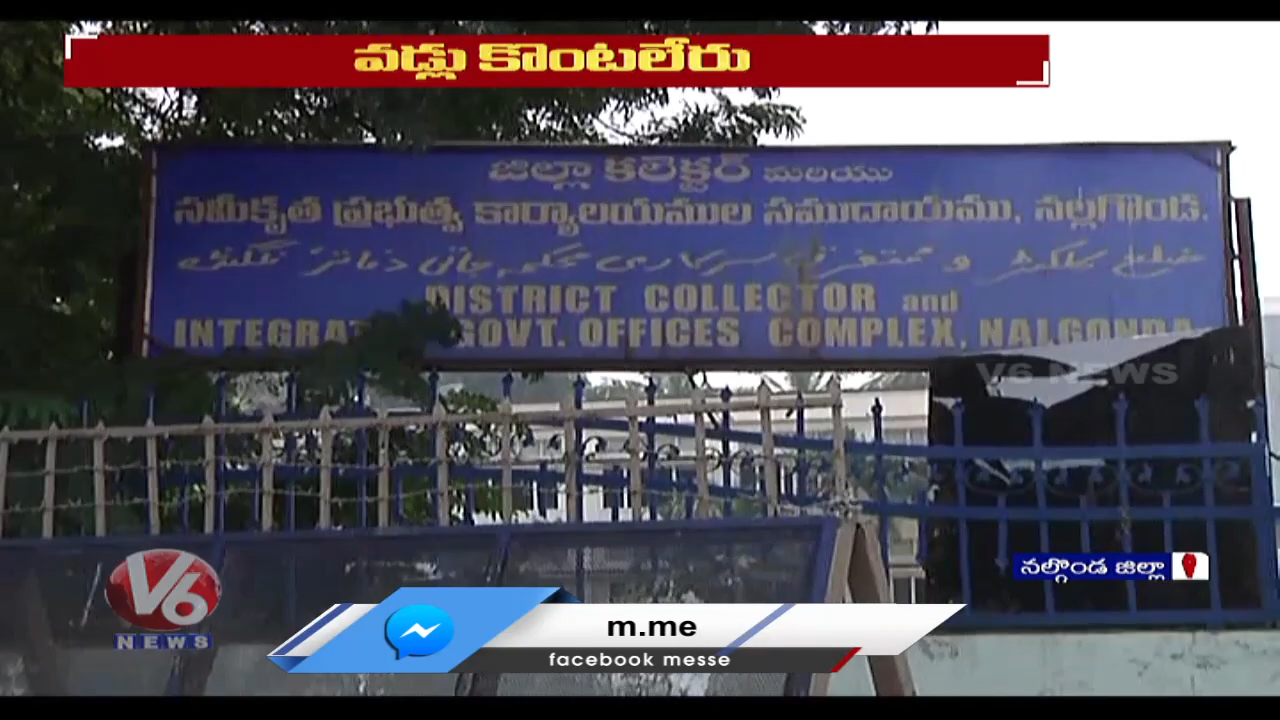 వడ్లు కొంటలేరు
జిల్లా కలెక్టర్ మరియు
సమీకృత ప్రభుత్వ కార్యాలయముల సముదాయము, నల్లగొండ.
DISTRICT COLLECTOR and
GOVT. OFFICES COMPLEX, NALGONDA
V6 NEWS
నల్గొండ జిల్లా
V6
NEWS
m.me
facebook messe